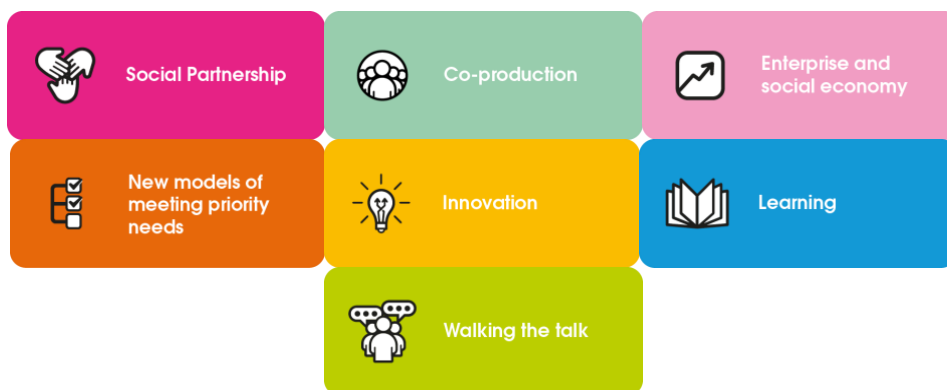 Social Partnership
Co-production
Enterprise and
social economy
New models of
meeting priority
needs
Innovation
Learning
Walking the talk